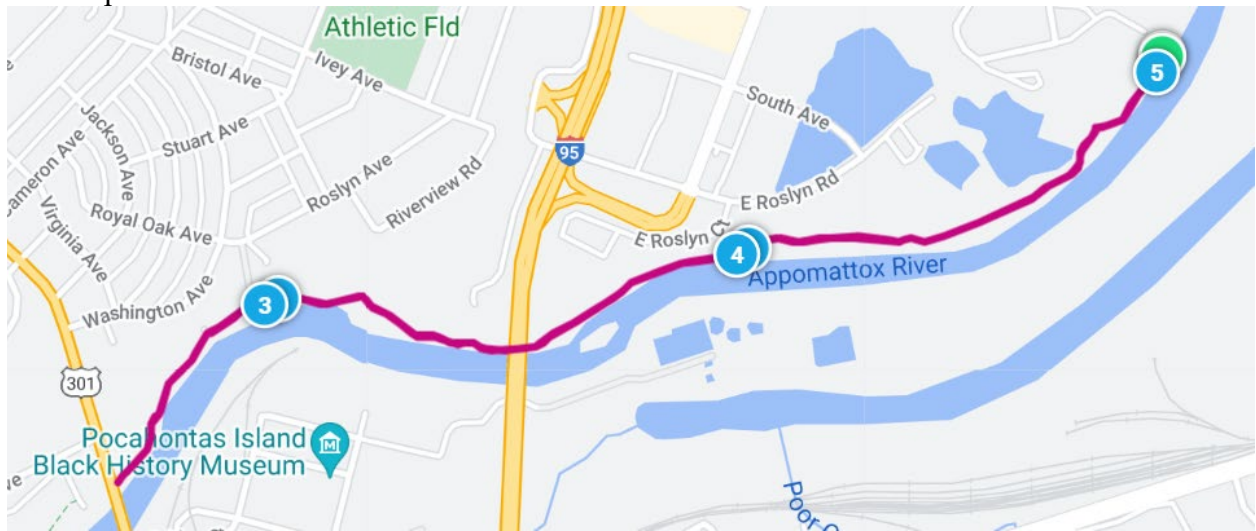 Athletic Fld
Ivey Ave
Bristol Ave
Jackson Ave
Stuart Ave
Cameron Ave
Virginia Ave
Royal Oak Ave
Roslyn Ave
Riverview Rd
Washington Ave
95
South Ave
E Roslyn Rd
E Roslyn Ct
5
4
3
Appomattox River
301
Pocahontas Island
Black History Museum
M
Poor